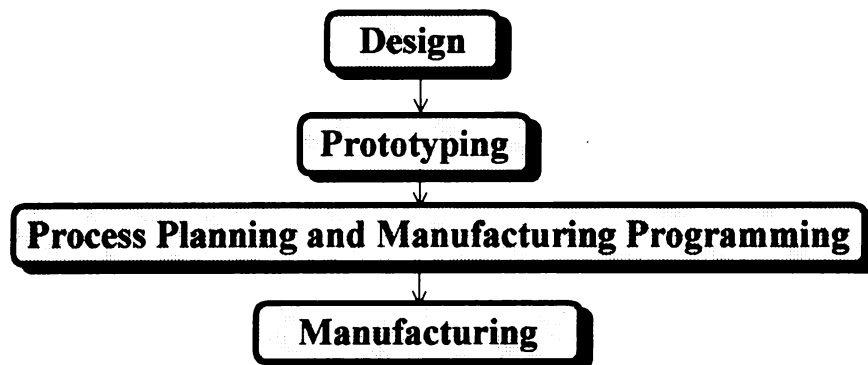 Design
Prototyping
Process Planning and Manufacturing Programming
Manufacturing